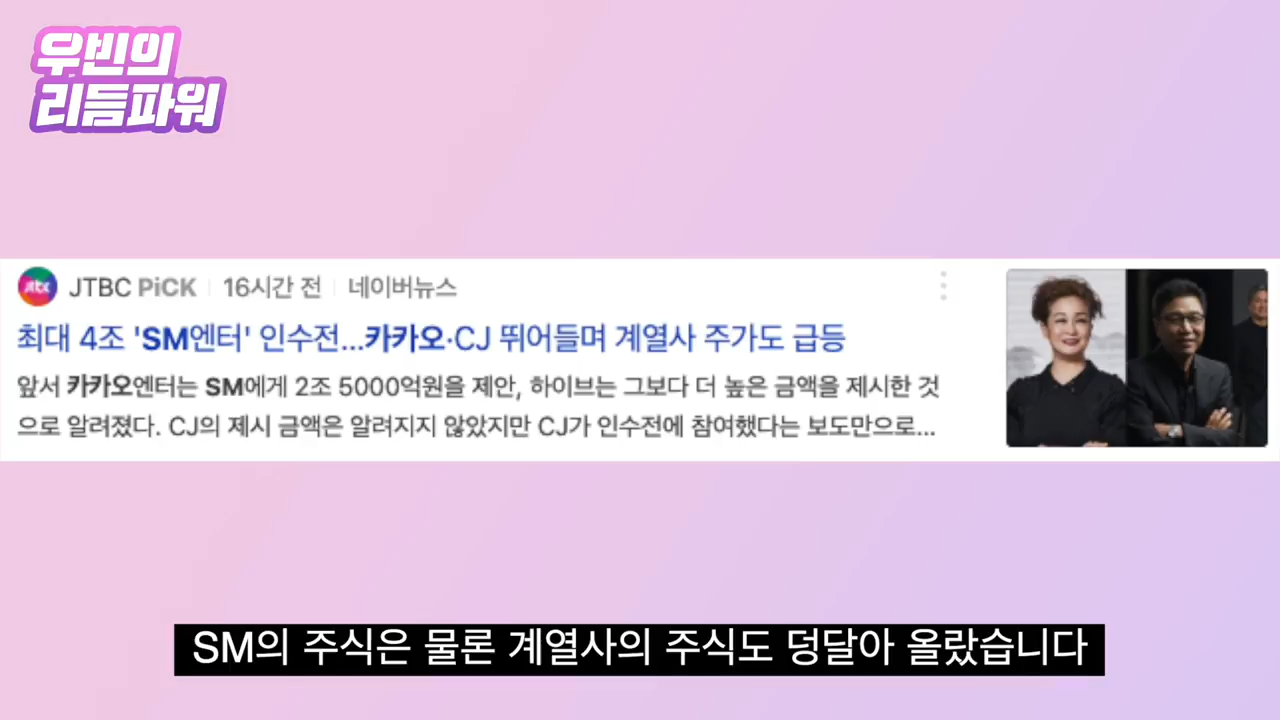 우빈의
리듬파워
JTBC PiCK 16시간 전 네이버뉴스
최대 4조 'SM엔터' 인수전...카카오·CJ 뛰어들며 계열사 주가도 급등
앞서 카카오엔터는 SM에게 2조 5000억원을 제안, 하이브는 그보다 더 높은 금액을 제시한 것
으로 알려졌다. CJ의 제시 금액은 알려지지 않았지만 CJ가 인수전에 참여했다는 보도만으로...
SM의 주식은 물론 계열사의 주식도 덩달아 올랐습니다